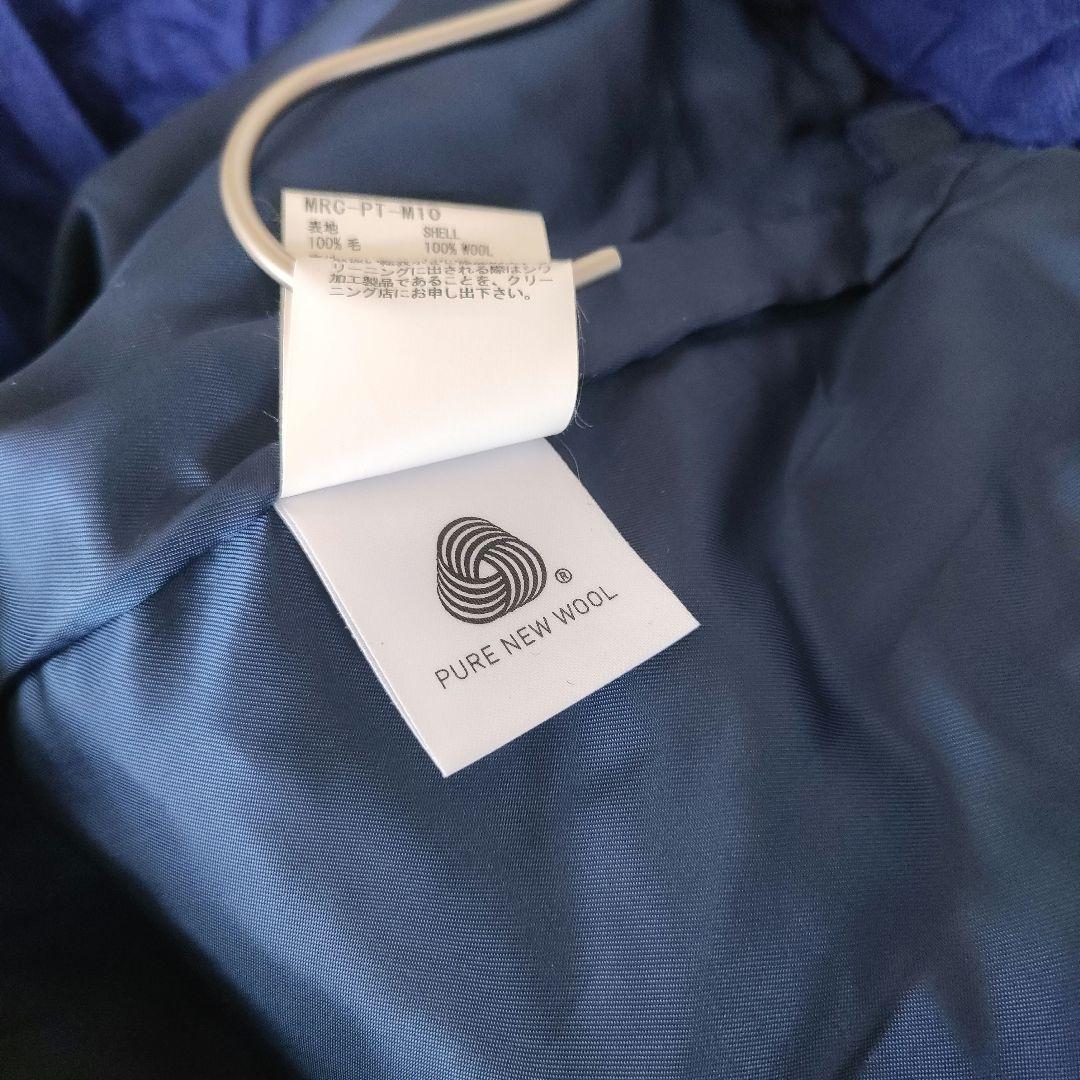 MRC-PT-M10
表地 SHELL
100% 毛 100% WOOL
リーニングに出される際はシワ
加工製品であることを、クリー
ニング店にお申し出下さい。
®
PURE NEW WOOL